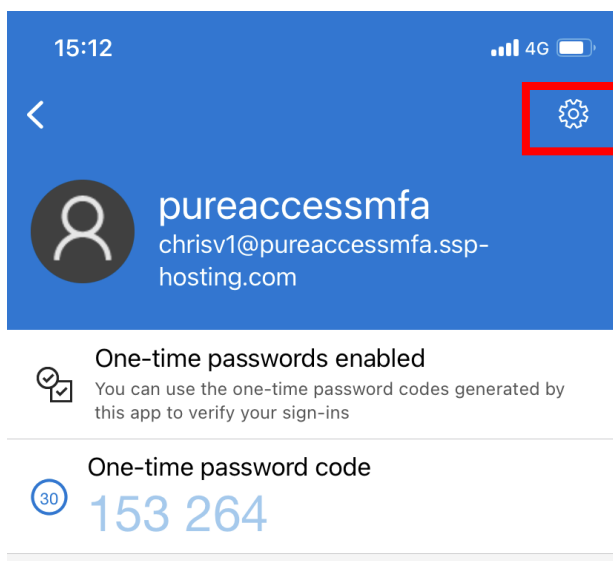 15:12
4G
pureaccessmfa
chrisv1@pureaccessmfa.ssp-
hosting.com
One-time passwords enabled
You can use the one-time password codes generated by
this app to verify your sign-ins
One-time password code
30
153 264